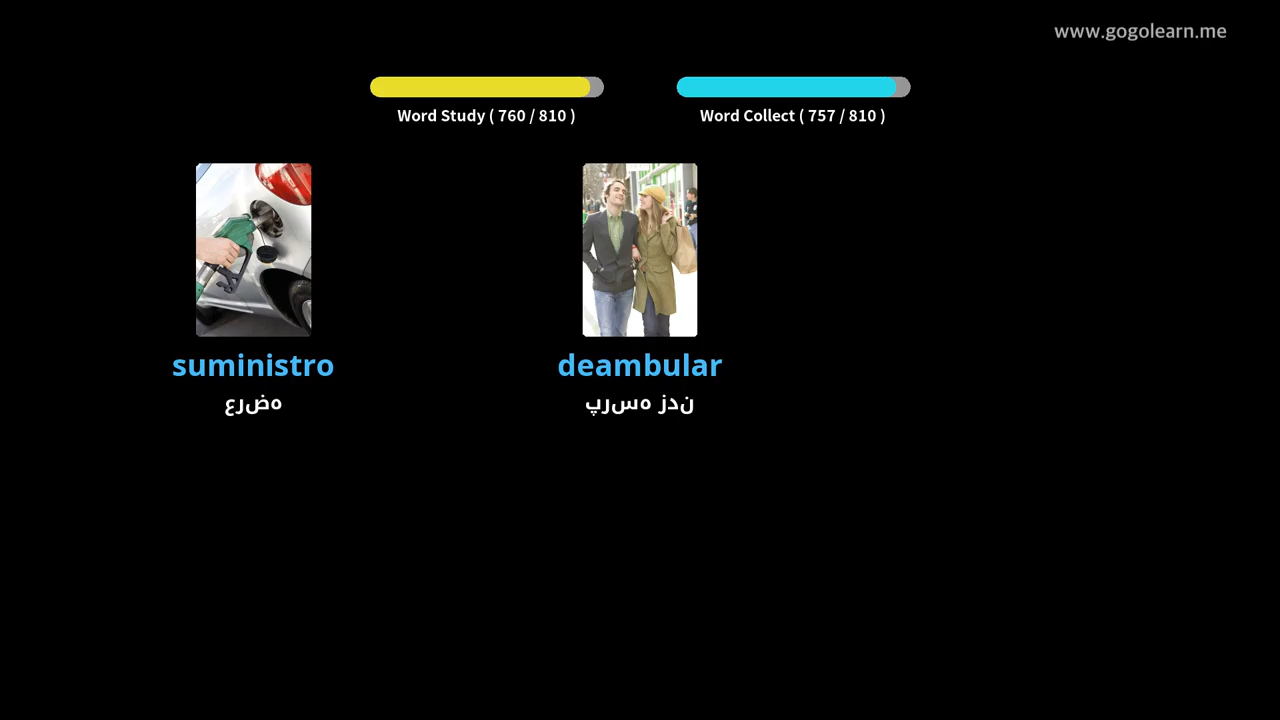 www.gogolearn.me
Word Study ( 760 / 810 )
Word Collect ( 757 / 810 )
suministro
عرضه
deambular
پرسه زدن